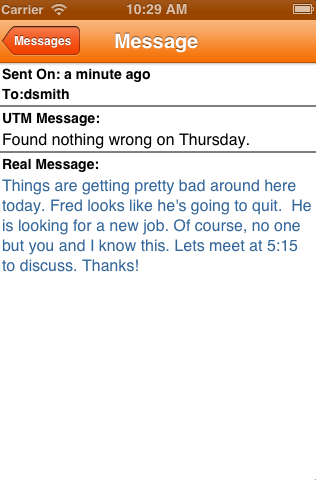 Carrier 10:29 AM
Messages Message
Sent On: a minute ago
To:dsmith
UTM Message:
Found nothing wrong on Thursday.
Real Message:
Things are getting pretty bad around here
today. Fred looks like he's going to quit.  He
is looking for a new job. Of course, no one
but you and I know this. Lets meet at 5:15
to discuss. Thanks!